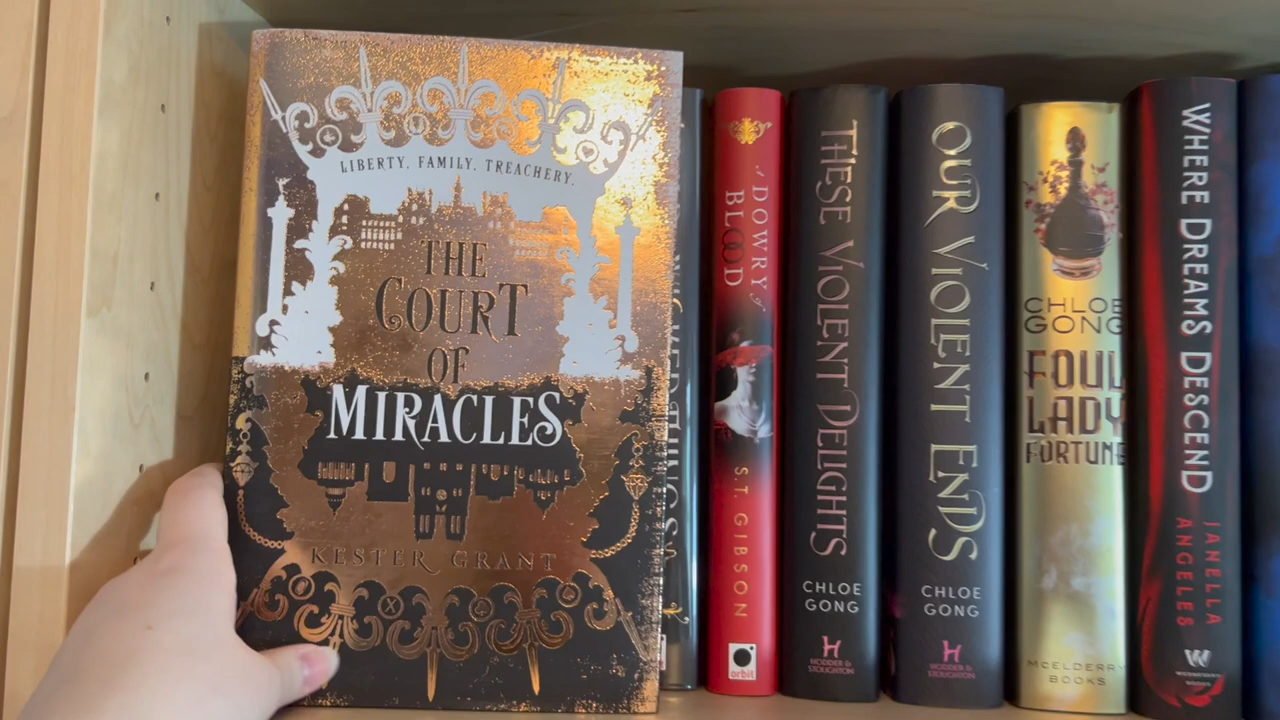 LIBERTY. FAMILY. TREACHERY.
THE
COURT
OF
MIRACLES
KESTER GRANT
A DOWRY of
BLOOD
S.T. GIBSON
orbit
THESE VIOLENT DELIGHTS
CHLOE
GONG
H
HODDER &
STOUGHTON
OUR VIOLENT ENDS
CHLOE
GONG
H
HODDER &
STOUGHTON
CHLOE
GONG
FOUL
LADY
FORTUNE
MCELDERRY
BOOKS
WHERE DREAMS DESCEND
JANELLA
ANGELES
W
WEDNESDAY
BOOKS